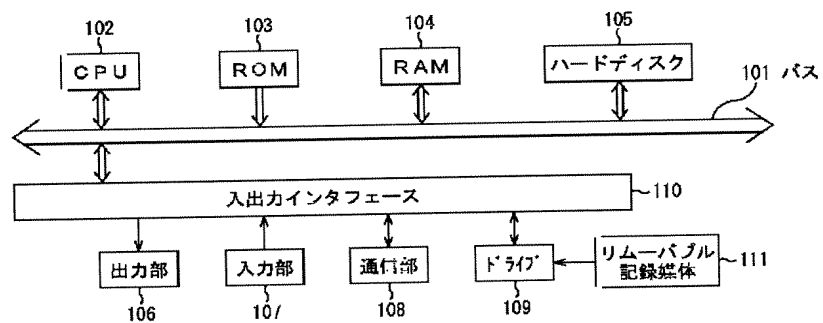 102
103
104
105
CPU
ROM
RAM
ハードディスク
101 バス
入出力インタフェース
110
出力部
入力部
通信部
ドライブ
リムーバブル
記録媒体
111
106
107
108
109